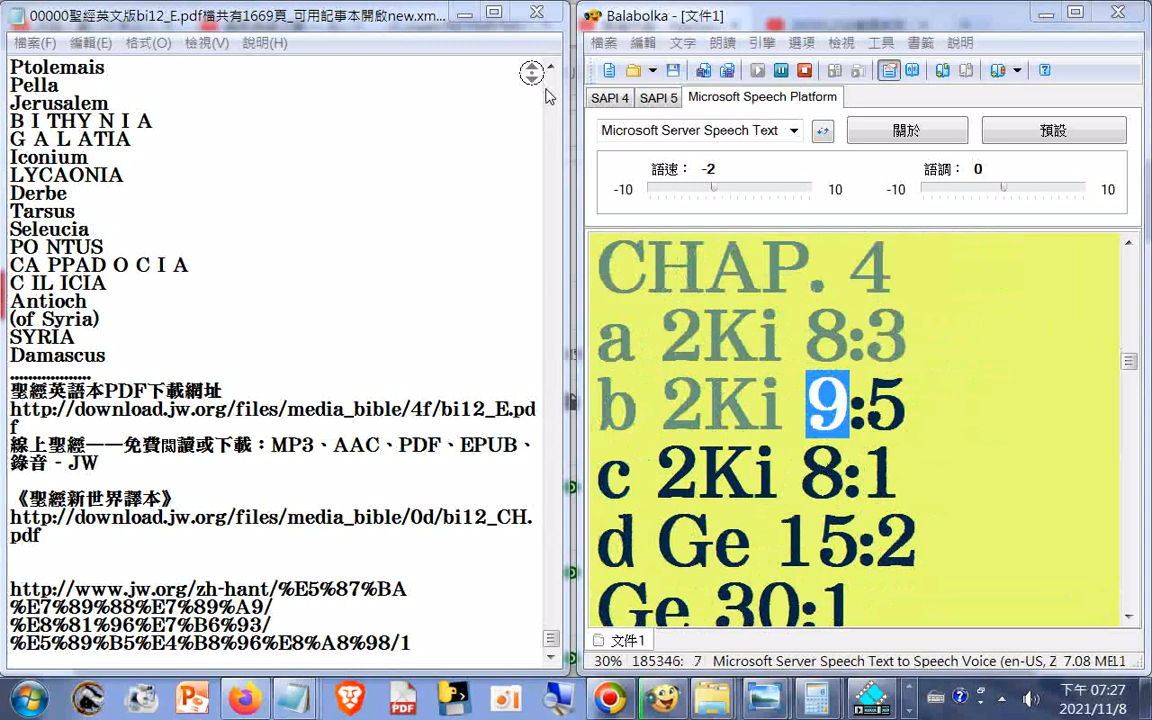 00000聖經英文版bi12_E.pdf檔共有1669頁_可用記事本開啟new.xm...
檔案(F) 編輯(E) 格式(O) 檢視(V) 說明(H)
Ptolemais
Pella
Jerusalem
B I THY N I A
G A L ATIA
Iconium
LYCAONIA
Derbe
Tarsus
Seleucia
PO NTUS
CA PPAD O C I A
C IL ICIA
Antioch
(of Syria)
SYRIA
Damascus
..................
聖經英語本PDF下載網址
http://download.jw.org/files/media_bible/4f/bi12_E.pd
f
線上聖經——免費閱讀或下載：MP3、AAC、PDF、EPUB、
錄音 - JW
《聖經新世界譯本》
http://download.jw.org/files/media_bible/0d/bi12_CH.
pdf
http://www.jw.org/zh-hant/%E5%87%BA
%E7%89%88%E7%89%A9/
%E8%81%96%E7%B6%93/
%E5%89%B5%E4%B8%96%E8%A8%98/1
Balabolka - [文件1]
檔案 編輯 文字 朗讀 引擎 選項 檢視 工具 書籤 說明
SAPI 4 SAPI 5 Microsoft Speech Platform
Microsoft Server Speech Text 關於 預設
語速： -2 語調： 0
-10 10 -10 10
CHAP. 4
a 2Ki 8:3
b 2Ki 9:5
c 2Ki 8:1
d Ge 15:2
Ge 30:1
文件1
30% 185346: 7 Microsoft Server Speech Text to Speech Voice (en-US, Z 7.08 ME
下午 07:27
2021/11/8